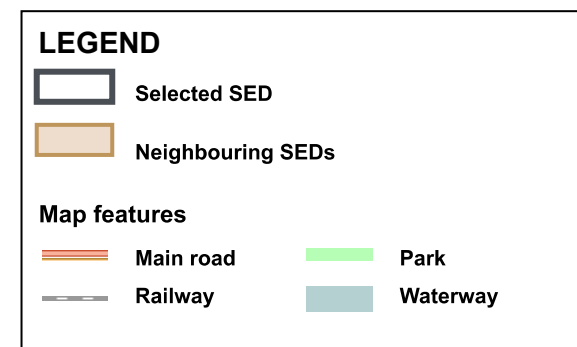 LEGEND
Selected SED
Neighbouring SEDs
Map features
Main road
Park
Railway
Waterway